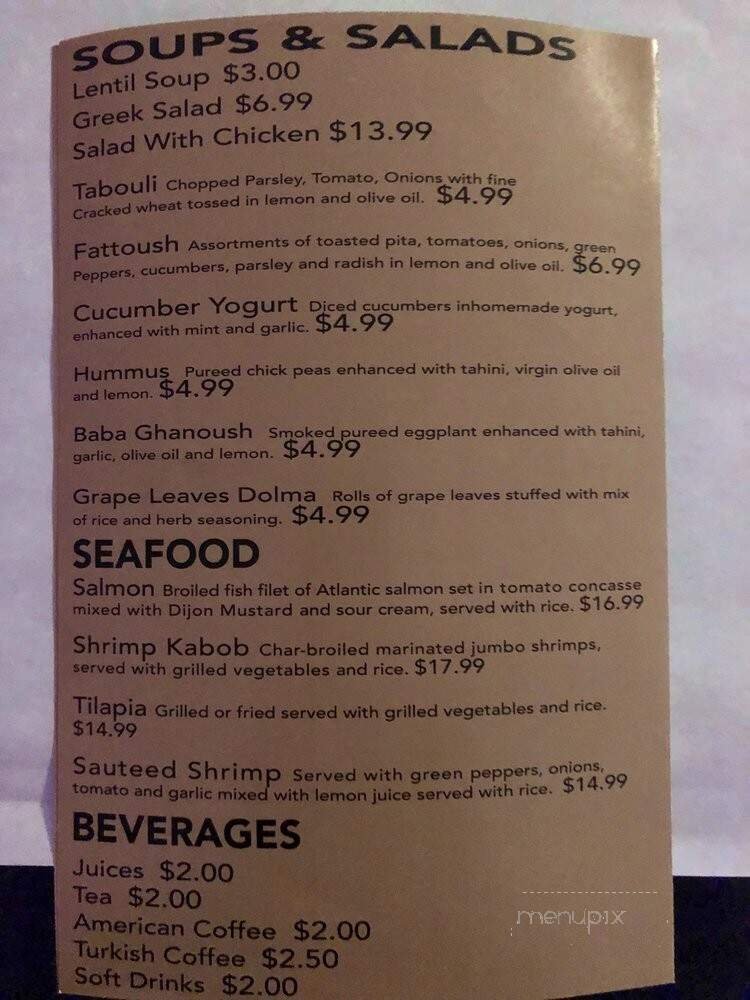 SOUPS & SALADS
Lentil Soup $3.00
Greek Salad $6.99
Salad With Chicken $13.99
Tabouli Chopped Parsley, Tomato, Onions with fine
Cracked wheat tossed in lemon and olive oil. $4.99
Fattoush Assortments of toasted pita, tomatoes, onions, green
Peppers, cucumbers, parsley and radish in lemon and olive oil. $6.99
Cucumber Yogurt Diced cucumbers inhomemade yogurt,
enhanced with mint and garlic. $4.99
Hummus Pureed chick peas enhanced with tahini, virgin olive oil
and lemon. $4.99
Baba Ghanoush Smoked pureed eggplant enhanced with tahini,
garlic, olive oil and lemon. $4.99
Grape Leaves Dolma Rolls of grape leaves stuffed with mix
of rice and herb seasoning. $4.99
SEAFOOD
Salmon Broiled fish filet of Atlantic salmon set in tomato concasse
mixed with Dijon Mustard and sour cream, served with rice. $16.99
Shrimp Kabob Char-broiled marinated jumbo shrimps,
served with grilled vegetables and rice. $17.99
Tilapia Grilled or fried served with grilled vegetables and rice.
$14.99
Sauteed Shrimp Served with green peppers, onions,
tomato and garlic mixed with lemon juice served with rice. $14.99
BEVERAGES
Juices $2.00
Tea $2.00
American Coffee $2.00
Turkish Coffee $2.50
Soft Drinks $2.00
menupix